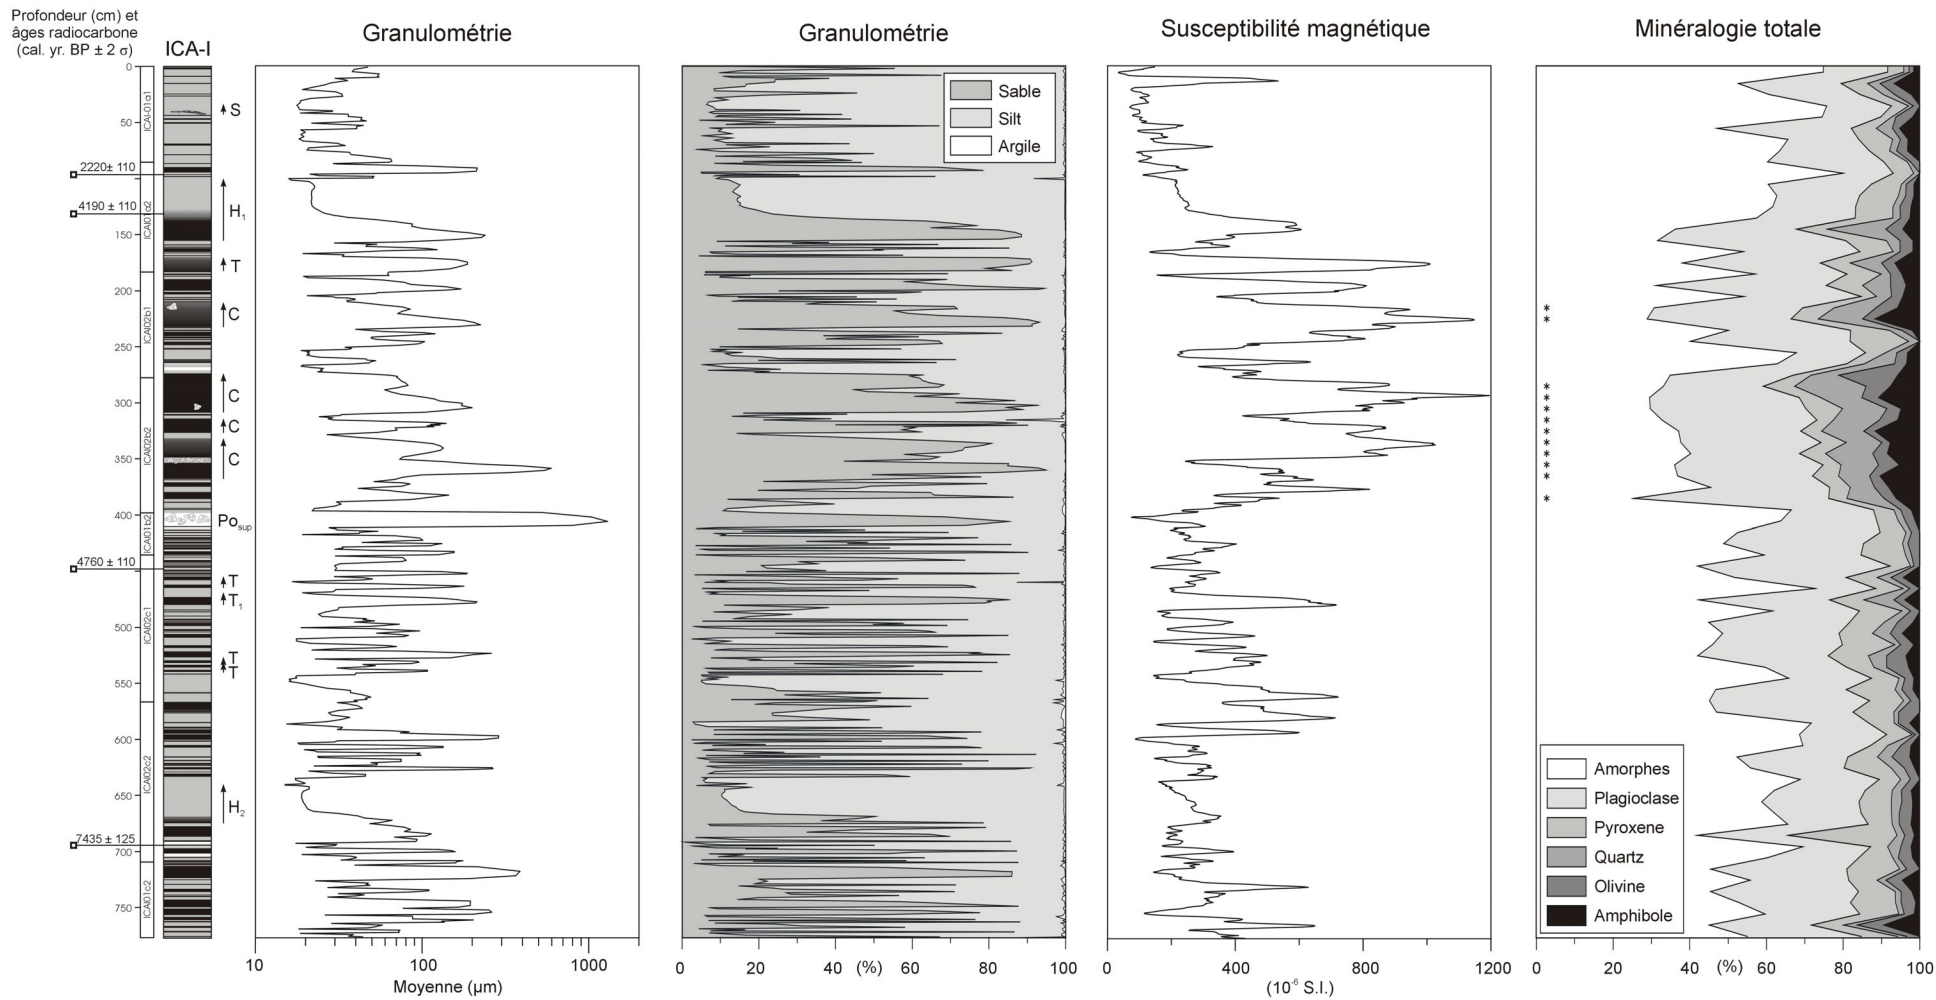 Profondeur (cm) et
âges radiocarbone
(cal. yr. BP ± 2 σ)
ICA-I
Granulométrie
Granulométrie
Susceptibilité magnétique
Minéralogie totale
0
50
150
200
250
300
350
400
500
550
600
650
700
750
2220± 110
4190 ± 110
4760 ± 110
7435 ± 125
ICAI-01a1
ICAI01a2
ICAI02b1
ICAI02b2
ICAI01b2
ICAI02c1
ICAI02c2
ICAI01c2
S
H1
T
C
C
C
C
Posup
T
T1
T
T
H2
Sable
Silt
Argile
*
*
*
*
*
*
*
*
*
*
*
*
Amorphes
Plagioclase
Pyroxene
Quartz
Olivine
Amphibole
10 100 1000
Moyenne (µm)
0 20 40 (%) 60 80 100
0 400 800 1200
(10⁻⁶ S.I.)
0 20 40 (%) 60 80 100